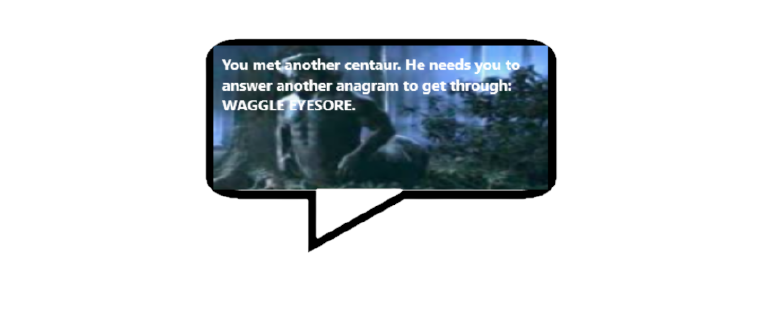 You met another centaur. He needs you to
answer another anagram to get through:
WAGGLE EYESORE.